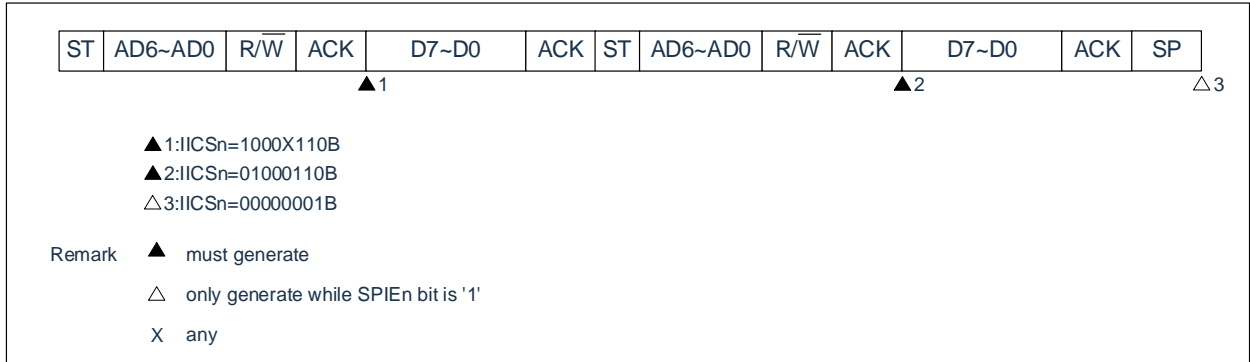 ST AD6~AD0 R/W̅ ACK D7~D0 ACK ST AD6~AD0 R/W̅ ACK D7~D0 ACK SP
▲1 ▲2 △3
▲1:IICSn=1000X110B
▲2:IICSn=01000110B
△3:IICSn=00000001B
Remark ▲ must generate
△ only generate while SPIEn bit is '1'
X any